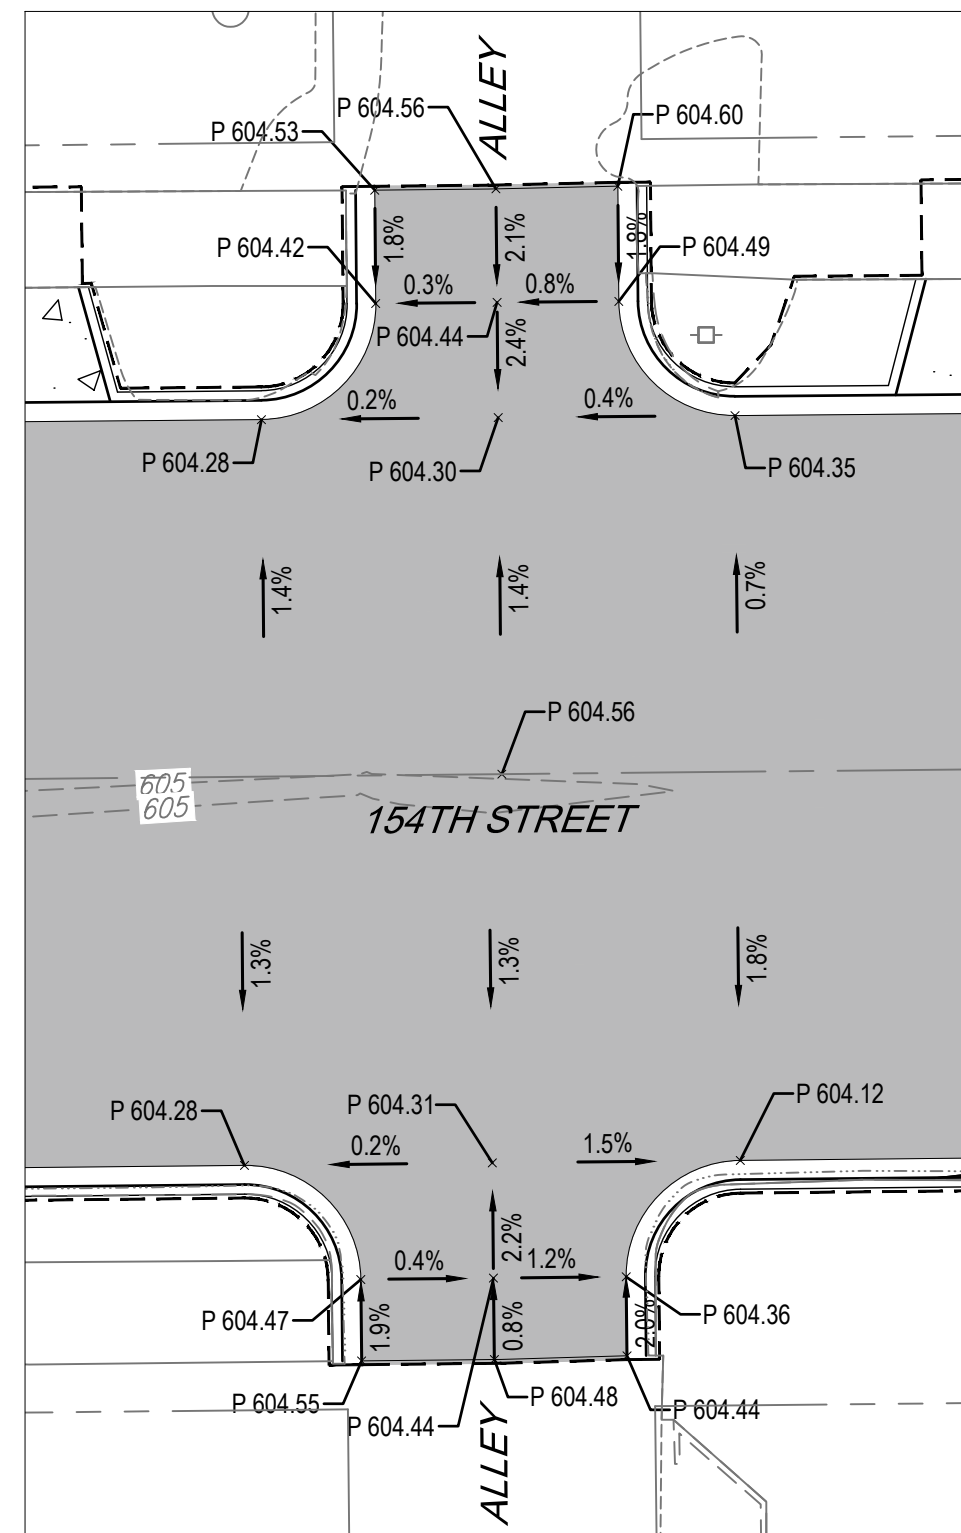 ALLEY
P 604.56
P 604.60
P 604.53
1.8%
2.1%
1.8%
P 604.42
P 604.49
0.3%
0.8%
P 604.44
2.4%
0.2%
0.4%
P 604.28
P 604.30
P 604.35
1.4%
1.4%
0.7%
P 604.56
605
605
154TH STREET
1.3%
1.3%
1.8%
P 604.28
P 604.31
P 604.12
0.2%
1.5%
2.2%
0.4%
1.2%
P 604.47
1.9%
0.8%
2.0%
P 604.36
P 604.55
P 604.48
P 604.44
P 604.44
ALLEY